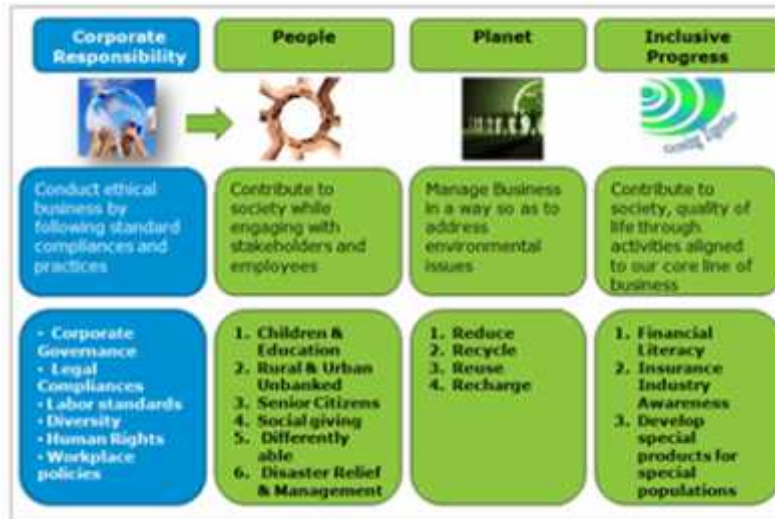 Corporate
Responsibility
People
Planet
Inclusive
Progress
Growing Together
Conduct ethical
business by
following standard
compliances and
practices
Contribute to
society while
engaging with
stakeholders and
employees
Manage Business
in a way so as to
address
environmental
issues
Contribute to
society, quality of
life through
activities aligned
to our core line of
business
• Corporate
Governance
• Legal
Compliances
• Labor standards
• Diversity
• Human Rights
• Workplace
policies
1. Children &
Education
2. Rural & Urban
Unbanked
3. Senior Citizens
4. Social giving
5. Differently
able
6. Disaster Relief
& Management
1. Reduce
2. Recycle
3. Reuse
4. Recharge
1. Financial
Literacy
2. Insurance
Industry
Awareness
3. Develop
special
products for
special
populations